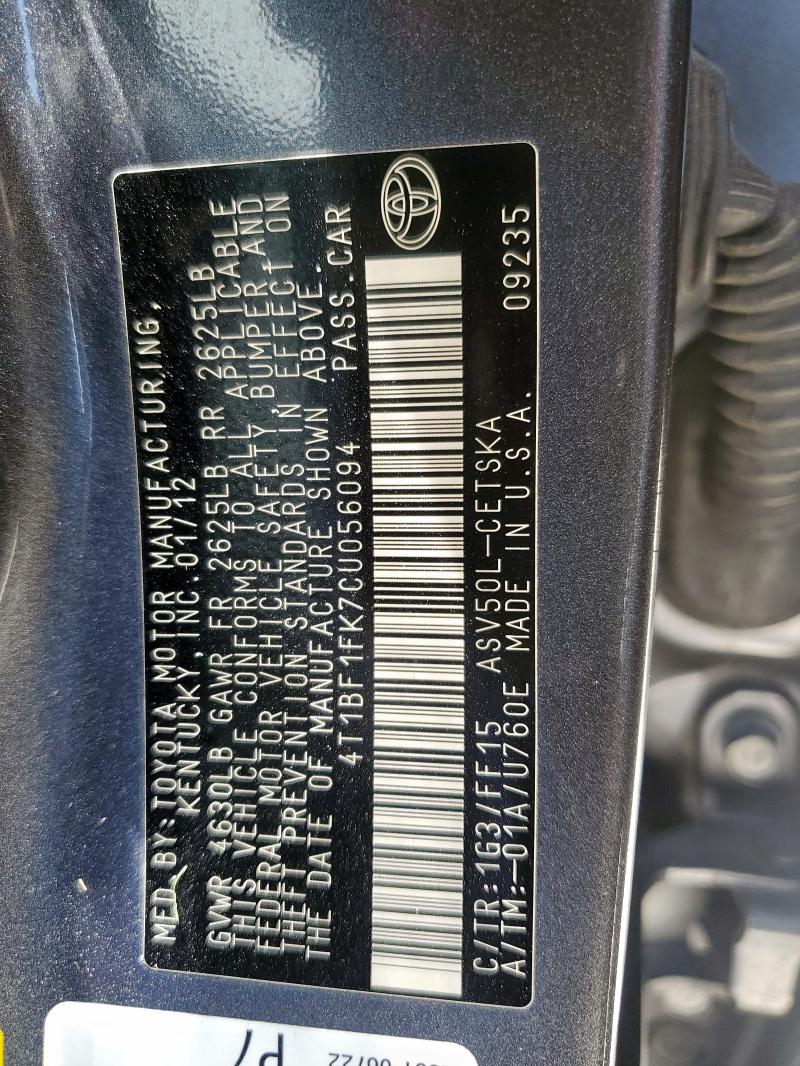 MFD. BY: TOYOTA MOTOR MANUFACTURING,
KENTUCKY, INC. 01/12
GVWR 4630LB GAWR FR 2625LB RR 2625LB
THIS VEHICLE CONFORMS TO ALL APPLICABLE
FEDERAL MOTOR VEHICLE SAFETY, BUMPER AND
THEFT PREVENTION STANDARDS IN EFFECT ON
THE DATE OF MANUFACTURE SHOWN ABOVE.
4T1BF1FK7CU056094 PASS.CAR
C/TR:1G3/FF15 ASV50L-CETSKA
A/TM:-01A/U760E MADE IN U.S.A. 09235